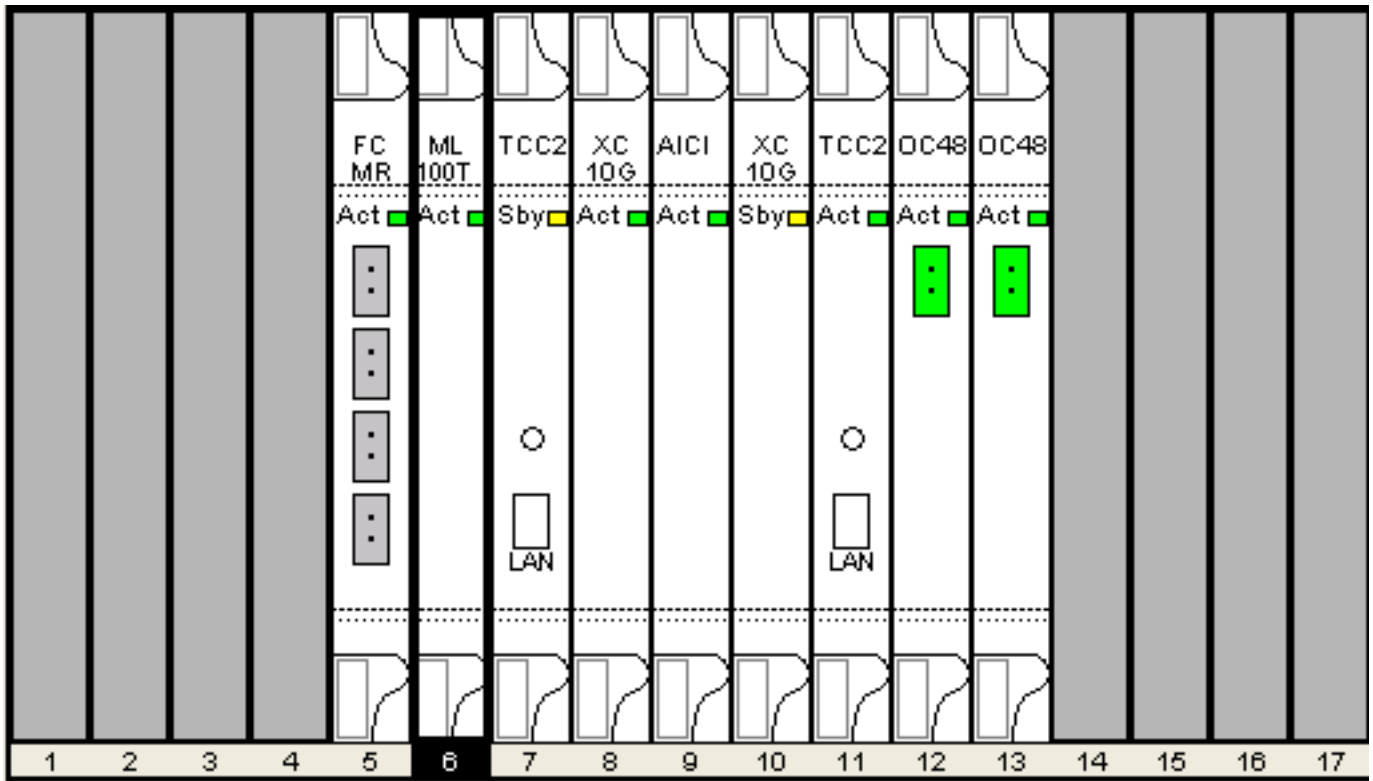 FC ML TCC2 XC AICI XC TCC2 OC48 OC48
MR 100T 10G 10G
Act Act Sby Act Act Sby Act Act Act
LAN LAN
1 2 3 4 5 6 7 8 9 10 11 12 13 14 15 16 17